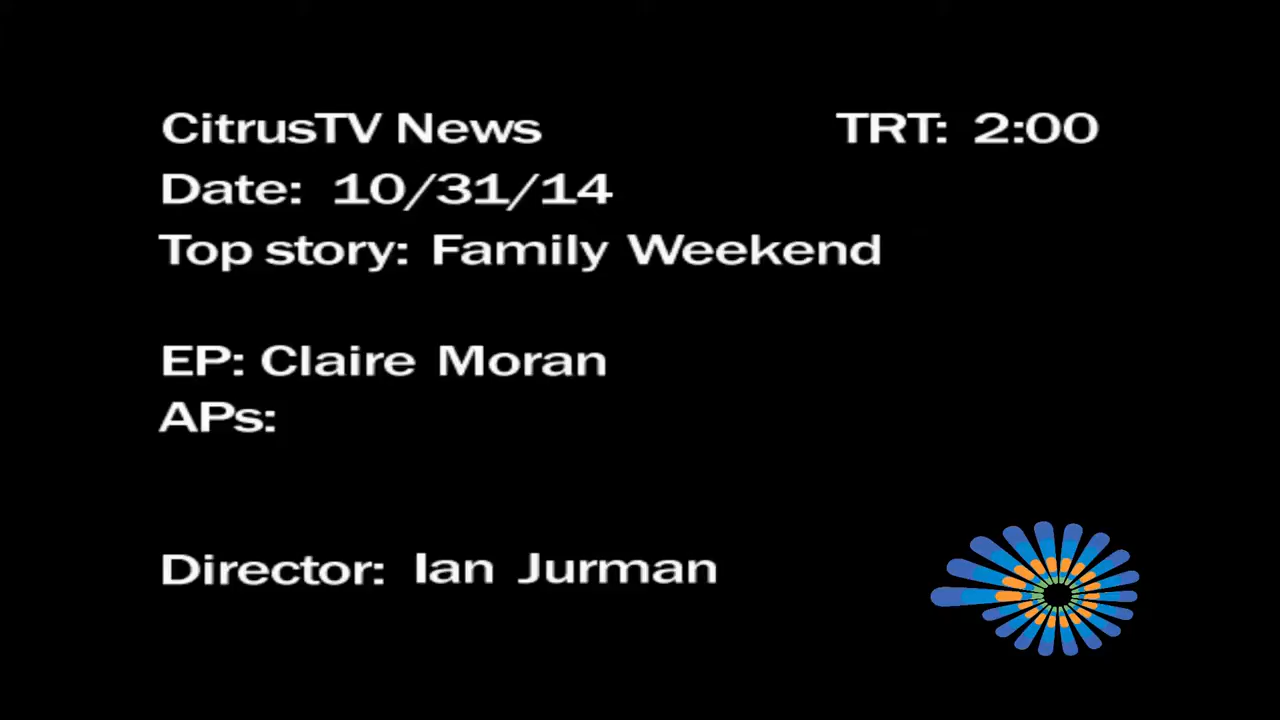 CitrusTV News TRT: 2:00
Date: 10/31/14
Top story: Family Weekend
EP: Claire Moran
APs:
Director: Ian Jurman